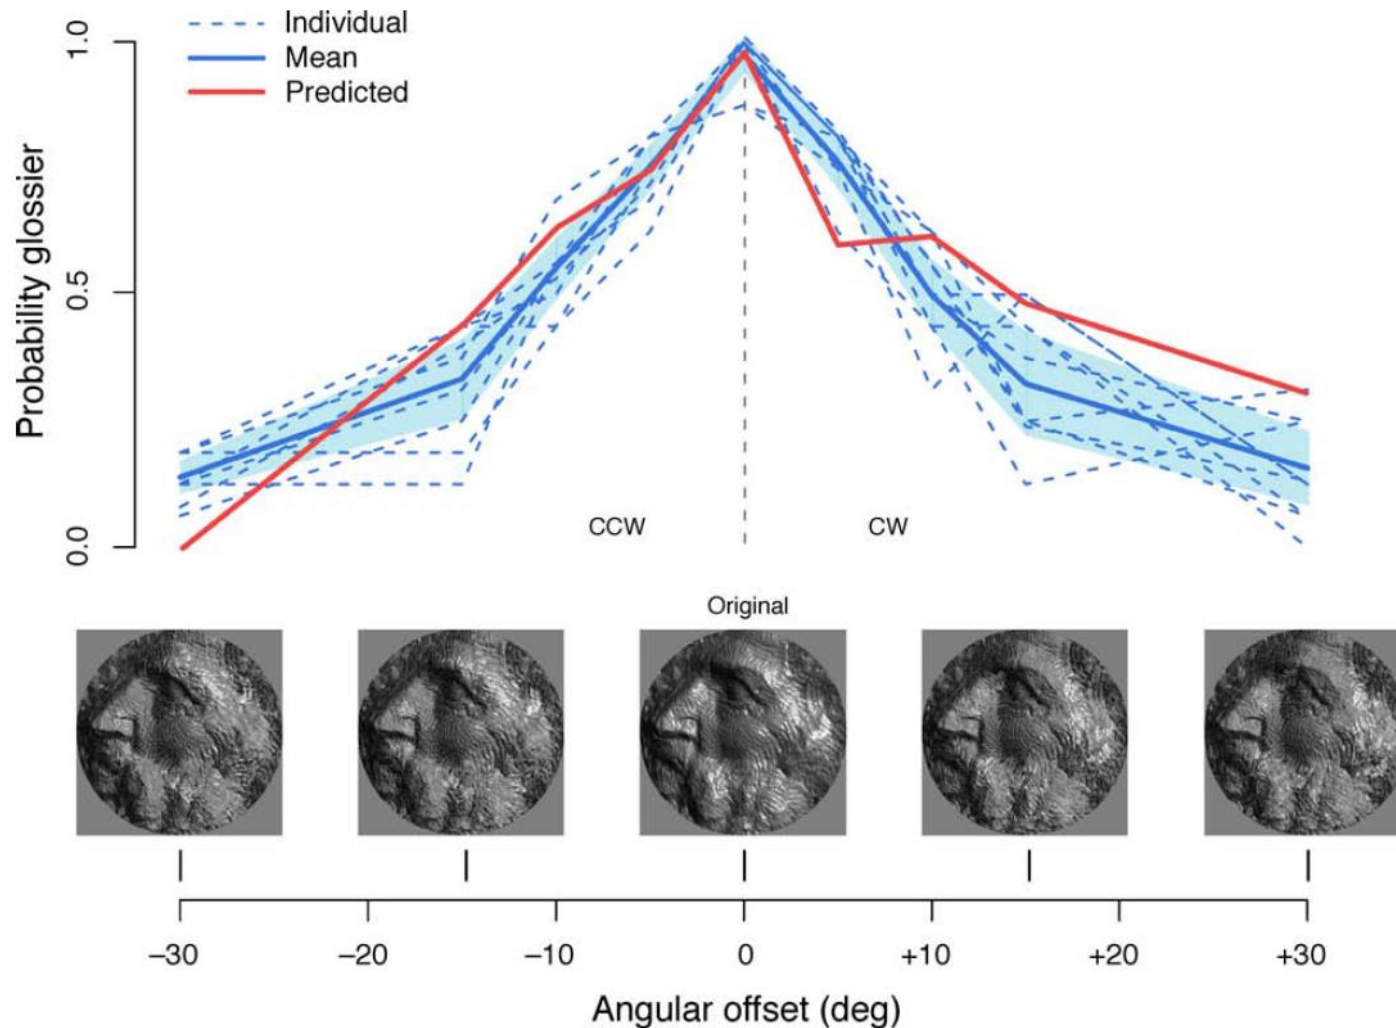 Individual
Mean
Predicted
1.0
0.5
0.0
Probability glossier
CCW
CW
Original
–30
–20
–10
0
+10
+20
+30
Angular offset (deg)